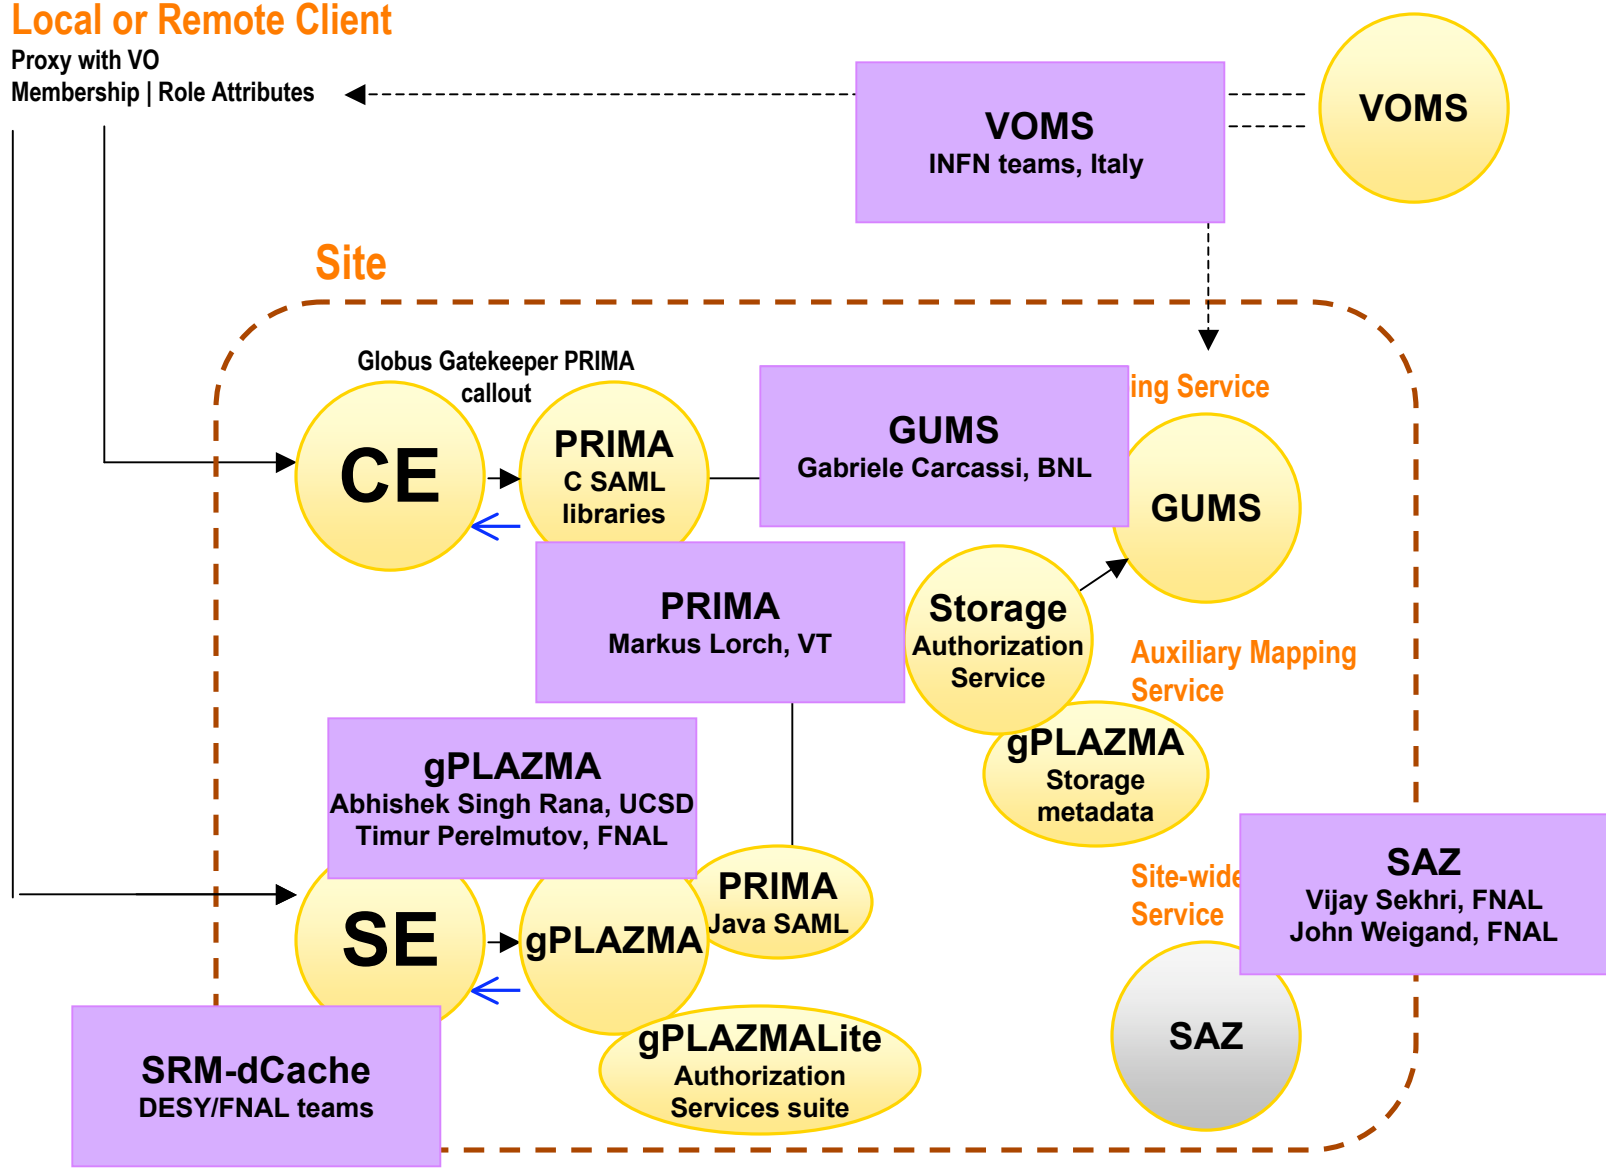 Local or Remote Client
Proxy with VO
Membership | Role Attributes
VOMS
INFN teams, Italy
VOMS
Site
Globus Gatekeeper PRIMA
callout
CE
PRIMA
C SAML
libraries
GUMS
Gabriele Carcassi, BNL
ing Service
GUMS
PRIMA
Markus Lorch, VT
Storage
Authorization
Service
Auxiliary Mapping
Service
gPLAZMA
Storage
metadata
gPLAZMA
Abhishek Singh Rana, UCSD
Timur Perelmutov, FNAL
PRIMA
Java SAML
SE
gPLAZMA
Site-wide
Service
SAZ
Vijay Sekhri, FNAL
John Weigand, FNAL
SAZ
SRM-dCache
DESY/FNAL teams
gPLAZMALite
Authorization
Services suite